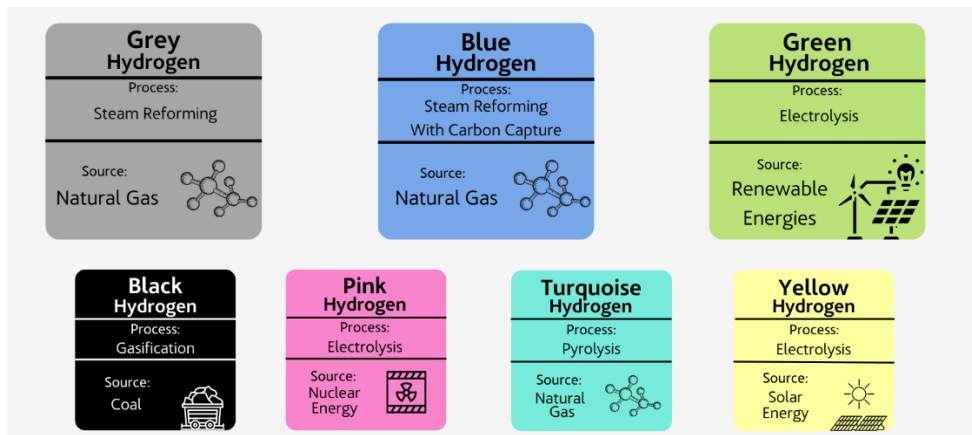 Grey
Hydrogen
Process:
Steam Reforming
Source:
Natural Gas
Blue
Hydrogen
Process:
Steam Reforming
With Carbon Capture
Source:
Natural Gas
Green
Hydrogen
Process:
Electrolysis
Source:
Renewable
Energies
Black
Hydrogen
Process:
Gasification
Source:
Coal
Pink
Hydrogen
Process:
Electrolysis
Source:
Nuclear
Energy
Turquoise
Hydrogen
Process:
Pyrolysis
Source:
Natural
Gas
Yellow
Hydrogen
Process:
Electrolysis
Source:
Solar
Energy